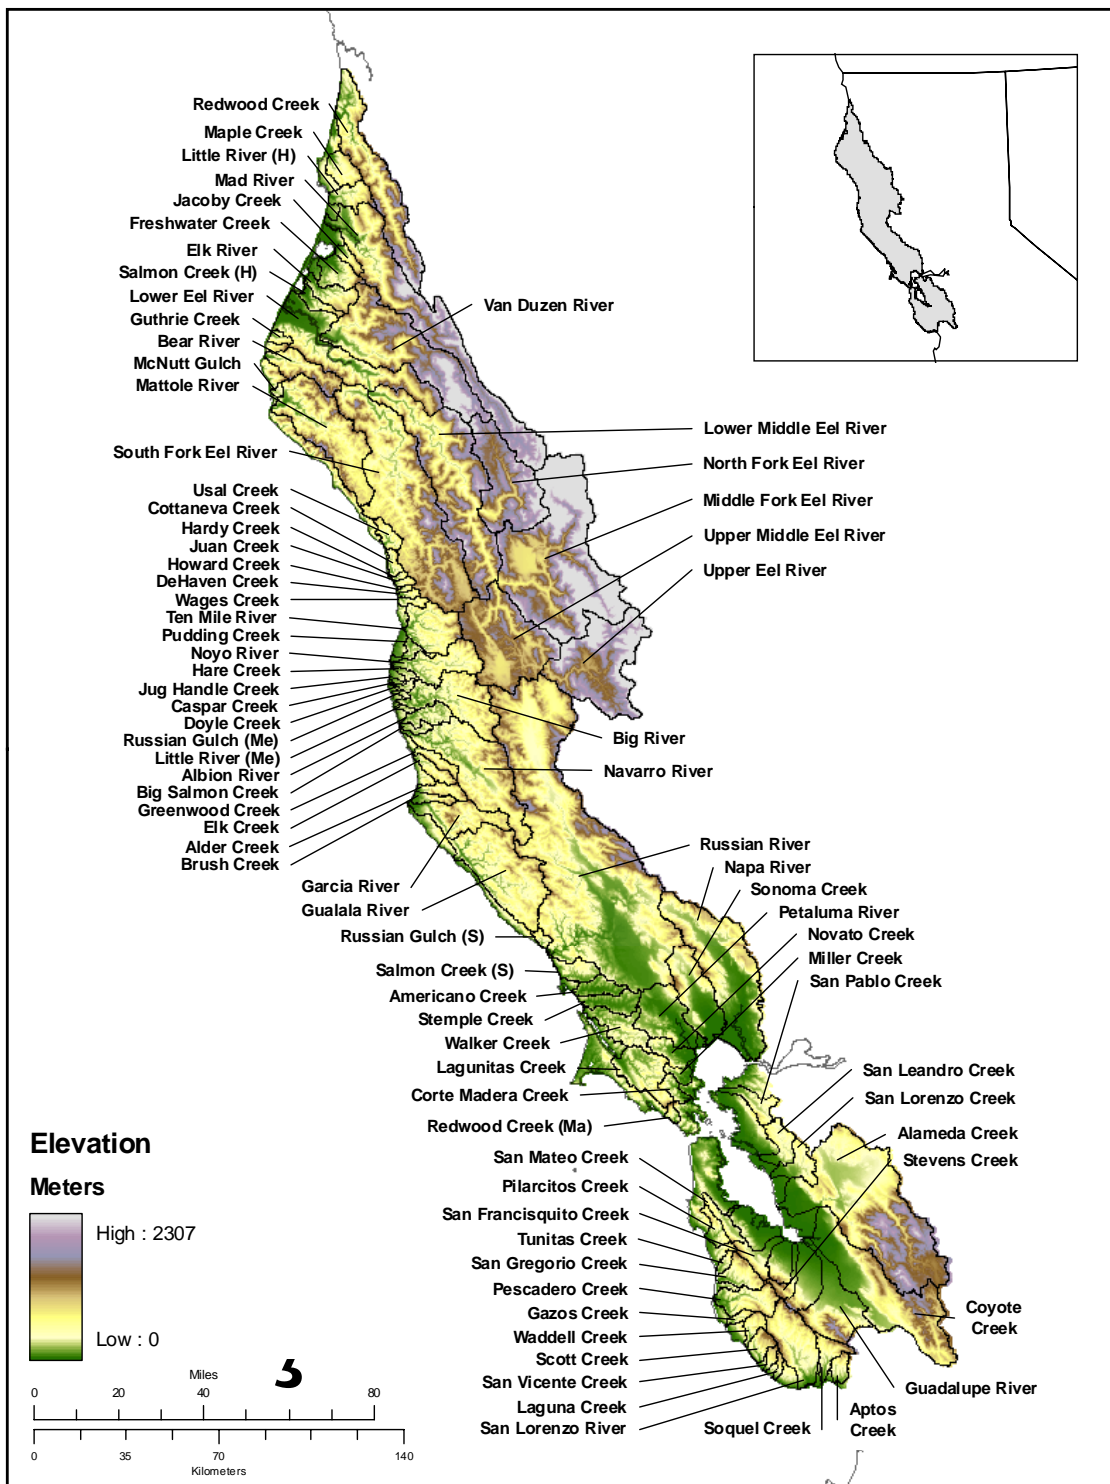 Redwood Creek
Maple Creek
Little River (H)
Mad River
Jacoby Creek
Freshwater Creek
Elk River
Salmon Creek (H)
Lower Eel River
Guthrie Creek
Bear River
McNutt Gulch
Mattole River
Van Duzen River
South Fork Eel River
Lower Middle Eel River
North Fork Eel River
Middle Fork Eel River
Upper Middle Eel River
Upper Eel River
Usal Creek
Cottaneva Creek
Hardy Creek
Juan Creek
Howard Creek
DeHaven Creek
Wages Creek
Ten Mile River
Pudding Creek
Noyo River
Hare Creek
Jug Handle Creek
Caspar Creek
Doyle Creek
Russian Gulch (Me)
Little River (Me)
Albion River
Big Salmon Creek
Greenwood Creek
Elk Creek
Alder Creek
Brush Creek
Big River
Navarro River
Garcia River
Gualala River
Russian Gulch (S)
Salmon Creek (S)
Americano Creek
Stemple Creek
Walker Creek
Lagunitas Creek
Corte Madera Creek
Redwood Creek (Ma)
Russian River
Napa River
Sonoma Creek
Petaluma River
Novato Creek
Miller Creek
San Pablo Creek
San Leandro Creek
San Lorenzo Creek
Alameda Creek
Stevens Creek
San Mateo Creek
Pilarcitos Creek
San Francisquito Creek
Tunitas Creek
San Gregorio Creek
Pescadero Creek
Gazos Creek
Waddell Creek
Scott Creek
San Vicente Creek
Laguna Creek
San Lorenzo River
Soquel Creek
Aptos
Creek
Guadalupe River
Coyote
Creek
Elevation
Meters
High : 2307
Low : 0
Miles
0 20 40 80
0 35 70 140
Kilometers